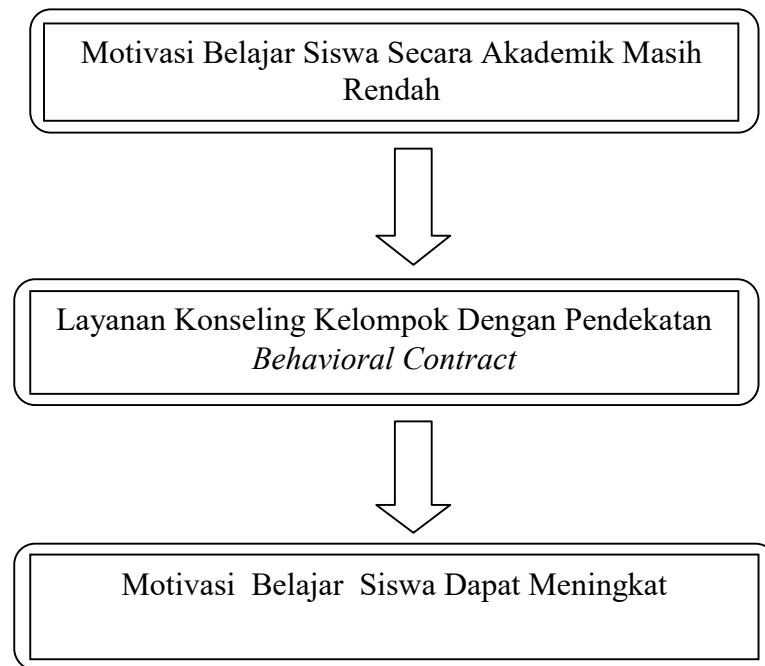 Motivasi Belajar Siswa Secara Akademik Masih
Rendah
Layanan Konseling Kelompok Dengan Pendekatan
Behavioral Contract
Motivasi Belajar Siswa Dapat Meningkat